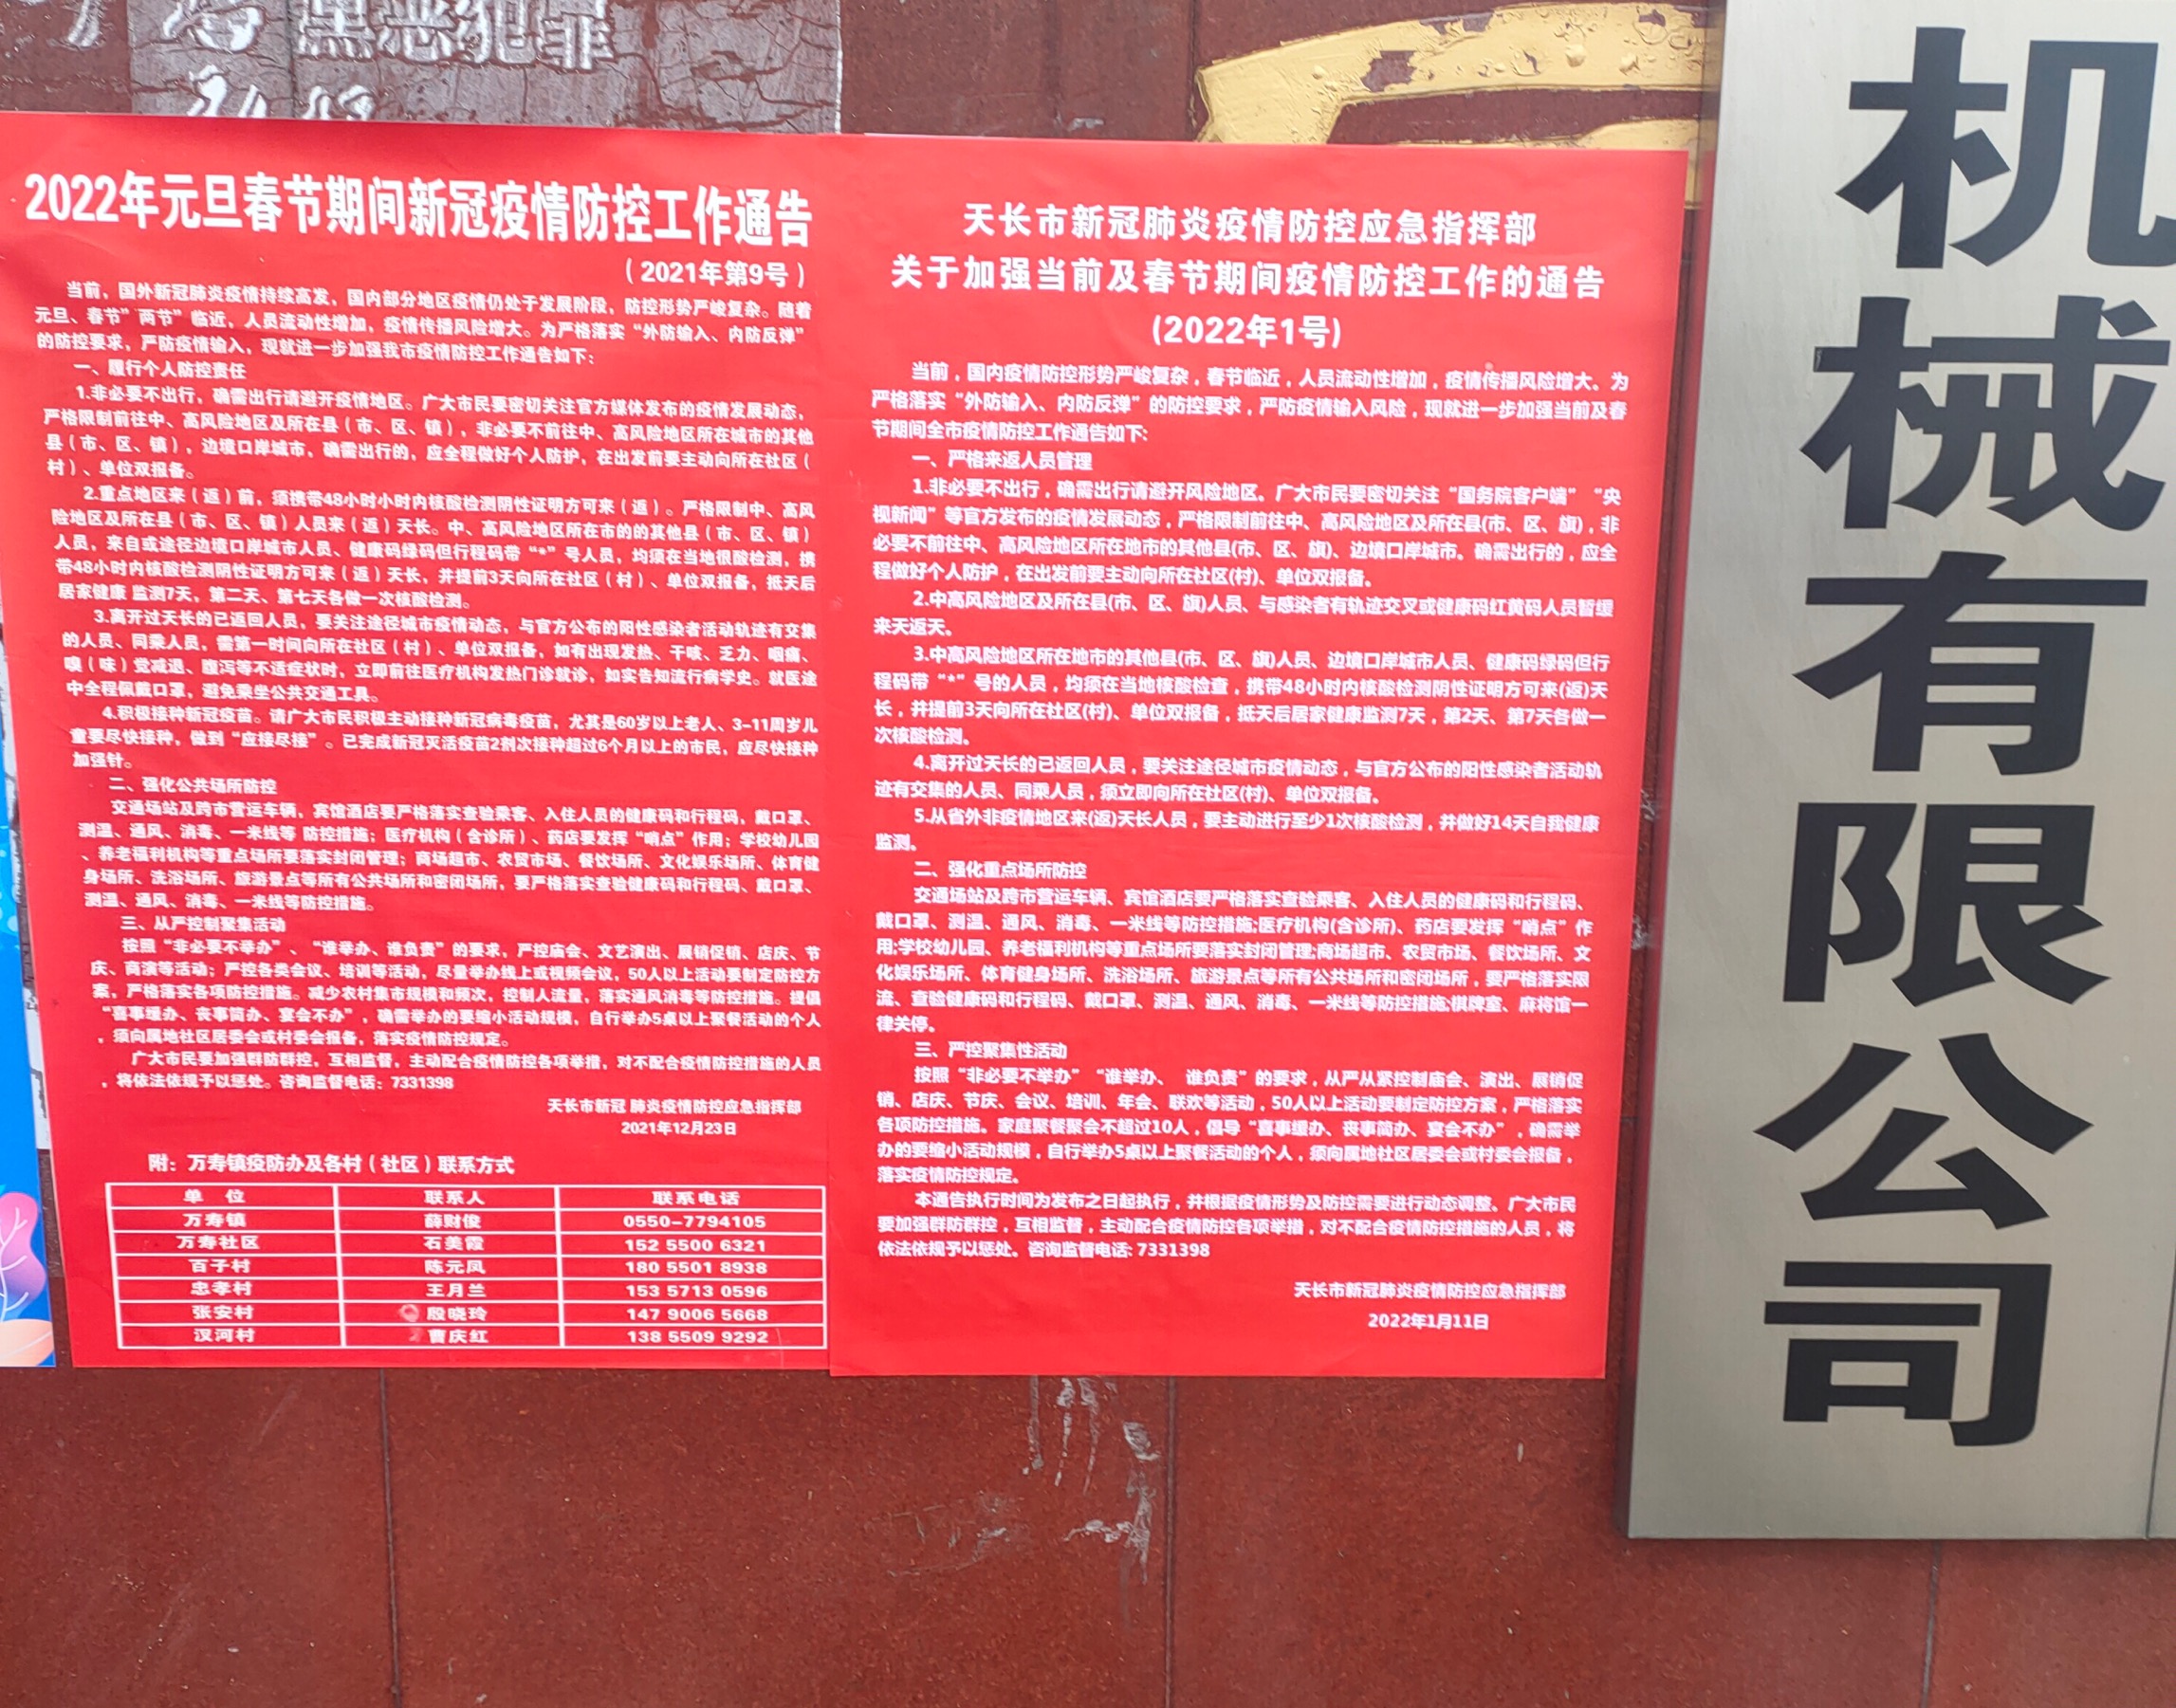 黑恶犯罪
2022年元旦春节期间新冠疫情防控工作通告
（2021年第9号）
当前，国外新冠肺炎疫情持续高发，国内部分地区疫情仍处于发展阶段，防控形势严峻复杂。随着
元旦、春节”两节”临近，人员流动性增加，疫情传播风险增大。为严格落实“外防输入、内防反弹”
的防控要求，严防疫情输入，现就进一步加强我市疫情防控工作通告如下：
一、履行个人防控责任
1.非必要不出行，确需出行请避开疫情地区。广大市民要密切关注官方媒体发布的疫情发展动态，
严格限制前往中、高风险地区及所在县（市、区、镇），非必要不前往中、高风险地区所在城市的其他
县（市、区、镇），边境口岸城市，确需出行的，应全程做好个人防护，在出发前要主动向所在社区（
村）、单位双报备。
2.重点地区来（返）前，须携带48小时小时内核酸检测阴性证明方可来（返）。严格限制中、高风
险地区及所在县（市、区、镇）人员来（返）天长。中、高风险地区所在市的的其他县（市、区、镇）
人员，来自或途径边境口岸城市人员、健康码绿码但行程码带“*”号人员，均须在当地很酸检测，携
带48小时内核酸检测阴性证明方可来（返）天长，并提前3天向所在社区（村）、单位双报备，抵天后
居家健康 监测7天，第二天、第七天各做一次核酸检测。
3.离开过天长的已返回人员，要关注途径城市疫情动态，与官方公布的阳性感染者活动轨迹有交集
的人员、同乘人员，需第一时间向所在社区（村）、单位双报备，如有出现发热、干咳、乏力、咽痛、
嗅（味）觉减退、腹泻等不适症状时，立即前往医疗机构发热门诊就诊，如实告知流行病学史。就医途
中全程佩戴口罩，避免乘坐公共交通工具。
4.积极接种新冠疫苗。请广大市民积极主动接种新冠病毒疫苗，尤其是60岁以上老人、3-11周岁儿
童要尽快接种，做到“应接尽接”。已完成新冠灭活疫苗2剂次接种超过6个月以上的市民，应尽快接种
加强针。
二、强化公共场所防控
交通场站及跨市营运车辆，宾馆酒店要严格落实查验乘客、入住人员的健康码和行程码，戴口罩、
测温、通风、消毒、一米线等 防控措施；医疗机构（含诊所）、药店要发挥“哨点”作用；学校幼儿园
、养老福利机构等重点场所要落实封闭管理；商场超市、农贸市场、餐饮场所、文化娱乐场所、体育健
身场所、洗浴场所、旅游景点等所有公共场所和密闭场所，要严格落实查验健康码和行程码、戴口罩、
测温、通风、消毒、一米线等防控措施。
三、从严控制聚集活动
按照“非必要不举办”、“谁举办、谁负责”的要求，严控庙会、文艺演出、展销促销、店庆、节
庆、商演等活动；严控各类会议、培训等活动，尽量举办线上或视频会议，50人以上活动要制定防控方
案，严格落实各项防控措施。减少农村集市规模和频次，控制人流量，落实通风消毒等防控措施。提倡
“喜事缓办、丧事简办、宴会不办”，确需举办的要缩小活动规模，自行举办5桌以上聚餐活动的个人
，须向属地社区居委会或村委会报备，落实疫情防控规定。
广大市民要加强群防群控，互相监督，主动配合疫情防控各项举措，对不配合疫情防控措施的人员
，将依法依规予以惩处。咨询监督电话：7331398
天长市新冠 肺炎疫情防控应急指挥部
2021年12月23日
附：万寿镇疫防办及各村（社区）联系方式
单 位 联系人 联系电话
万寿镇 薛财俊 0550-7794105
万寿社区 石美霞 152 5500 6321
百子村 陈元凤 180 5501 8938
忠孝村 王月兰 153 5713 0596
张安村 殷晓玲 147 9006 5668
汊河村 曹庆红 138 5509 9292
天长市新冠肺炎疫情防控应急指挥部
关于加强当前及春节期间疫情防控工作的通告
(2022年1号)
当前，国内疫情防控形势严峻复杂，春节临近，人员流动性增加，疫情传播风险增大。为
严格落实“外防输入、内防反弹”的防控要求，严防疫情输入风险，现就进一步加强当前及春
节期间全市疫情防控工作通告如下:
一、严格来返人员管理
1.非必要不出行，确需出行请避开风险地区。广大市民要密切关注“国务院客户端”“央
视新闻”等官方发布的疫情发展动态，严格限制前往中、高风险地区及所在县(市、区、旗)，非
必要不前往中、高风险地区所在地市的其他县(市、区、旗)、边境口岸城市。确需出行的，应全
程做好个人防护，在出发前要主动向所在社区(村)、单位双报备。
2.中高风险地区及所在县(市、区、旗)人员、与感染者有轨迹交叉或健康码红黄码人员暂缓
来天返天。
3.中高风险地区所在地市的其他县(市、区、旗)人员、边境口岸城市人员、健康码绿码但行
程码带“*”号的人员，均须在当地核酸检查，携带48小时内核酸检测阴性证明方可来(返)天
长，并提前3天向所在社区(村)、单位双报备，抵天后居家健康监测7天，第2天、第7天各做一
次核酸检测。
4.离开过天长的已返回人员，要关注途径城市疫情动态，与官方公布的阳性感染者活动轨
迹有交集的人员、同乘人员，须立即向所在社区(村)、单位双报备。
5.从省外非疫情地区来(返)天长人员，要主动进行至少1次核酸检测，并做好14天自我健康
监测。
二、强化重点场所防控
交通场站及跨市营运车辆、宾馆酒店要严格落实查验乘客、入住人员的健康码和行程码、
戴口罩、测温、通风、消毒、一米线等防控措施;医疗机构(含诊所)、药店要发挥“哨点”作
用;学校幼儿园、养老福利机构等重点场所要落实封闭管理;商场超市、农贸市场、餐饮场所、文
化娱乐场所、体育健身场所、洗浴场所、旅游景点等所有公共场所和密闭场所，要严格落实限
流、查验健康码和行程码、戴口罩、测温、通风、消毒、一米线等防控措施;棋牌室、麻将馆一
律关停。
三、严控聚集性活动
按照“非必要不举办”“谁举办、 谁负责”的要求，从严从紧控制庙会、演出、展销促
销、店庆、节庆、会议、培训、年会、联欢等活动，50人以上活动要制定防控方案，严格落实
各项防控措施。家庭聚餐聚会不超过10人，倡导“喜事缓办、丧事简办、宴会不办”，确需举
办的要缩小活动规模，自行举办5桌以上聚餐活动的个人，须向属地社区居委会或村委会报备，
落实疫情防控规定。
本通告执行时间为发布之日起执行，并根据疫情形势及防控需要进行动态调整。广大市民
要加强群防群控，互相监督，主动配合疫情防控各项举措，对不配合疫情防控措施的人员，将
依法依规予以惩处。咨询监督电话: 7331398
天长市新冠肺炎疫情防控应急指挥部
2022年1月11日
机械有限公司